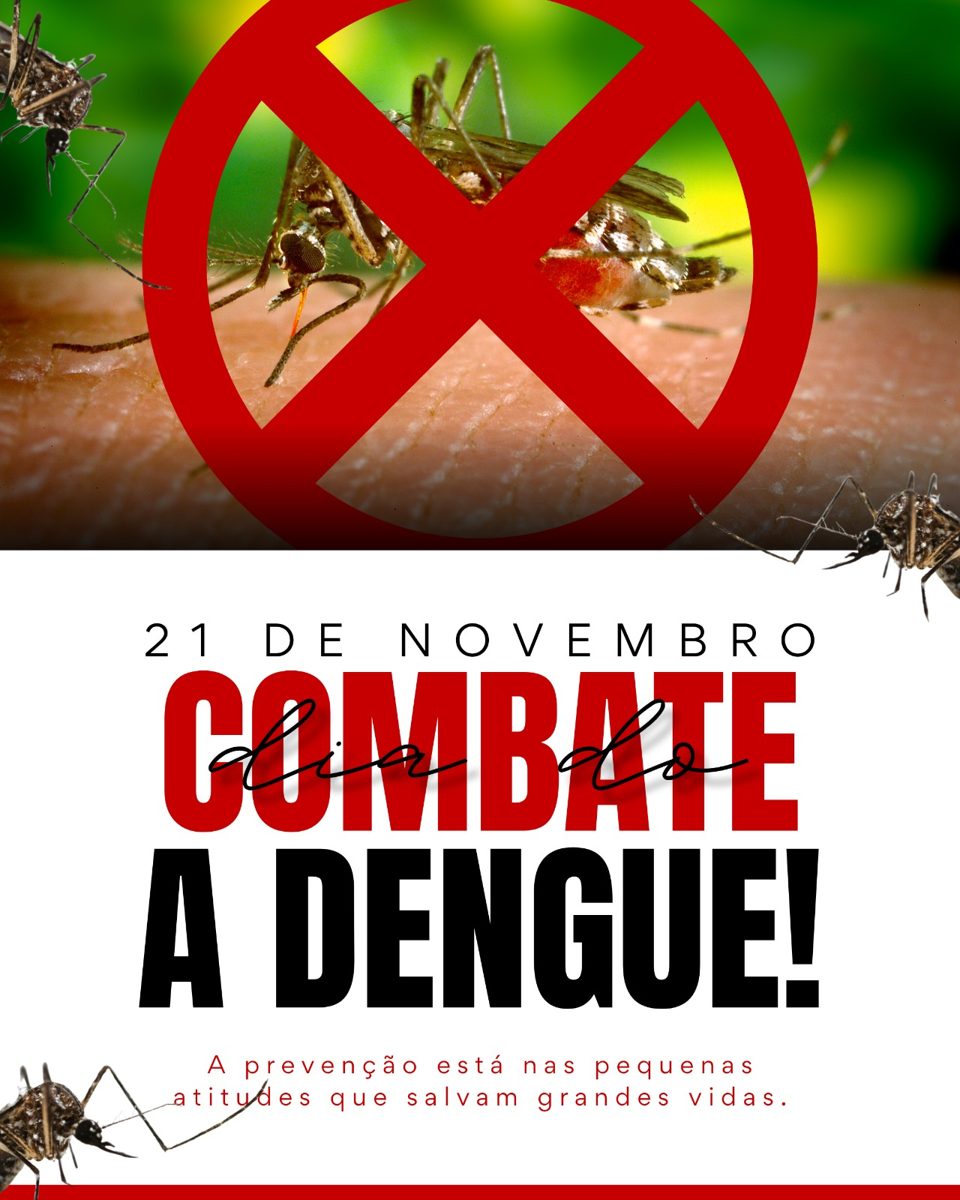 21 DE NOVEMBRO
dia do
COMBATE
A DENGUE!
A prevenção está nas pequenas
atitudes que salvam grandes vidas.